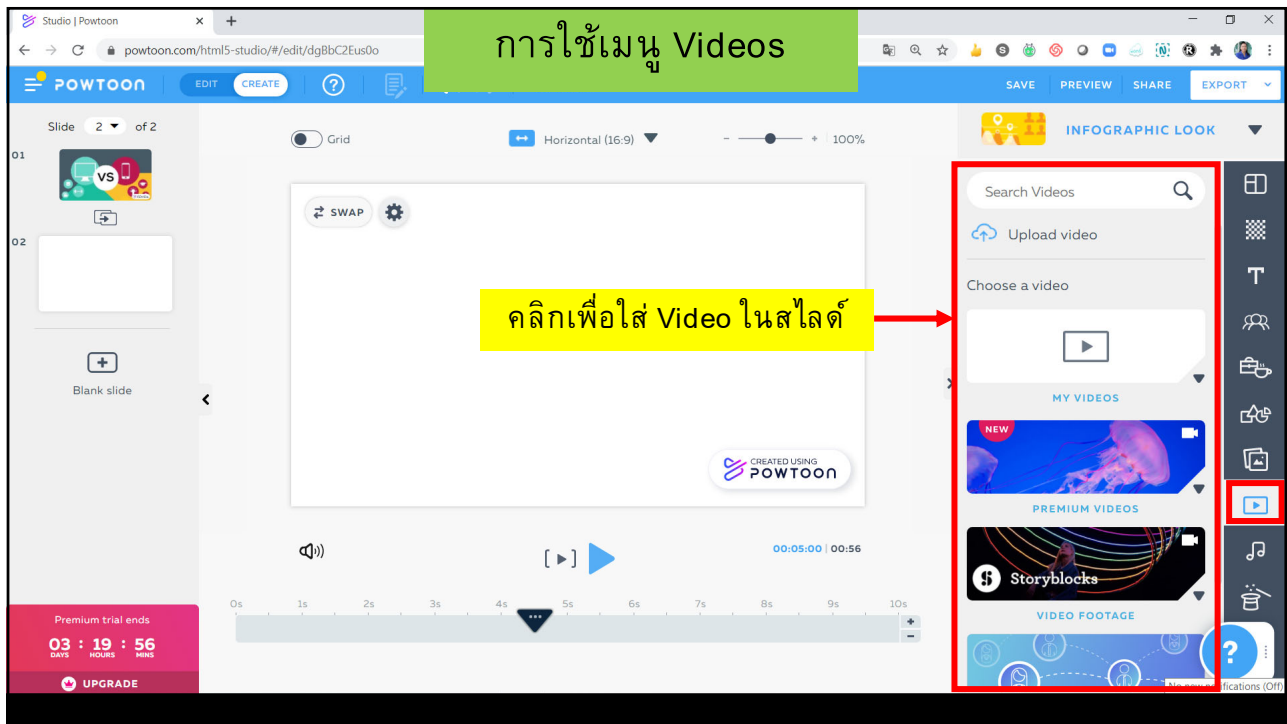 Studio | Powtoon
powtoon.com/html5-studio/#/edit/dgBbC2Eus0o
การใช้เมนู Videos
POWTOON
EDIT CREATE
SAVE PREVIEW SHARE EXPORT
Slide 2 of 2
Grid
Horizontal (16:9)
- + 100%
INFOGRAPHIC LOOK
01
VS
02
Blank slide
SWAP
คลิกเพื่อใส่ Video ในสไลด์
CREATED USING
POWTOON
Search Videos
Upload video
Choose a video
MY VIDEOS
NEW
PREMIUM VIDEOS
Storyblocks
VIDEO FOOTAGE
00:05:00 | 00:56
0s 1s 2s 3s 4s 5s 6s 7s 8s 9s 10s
Premium trial ends
03 : 19 : 56
DAYS HOURS MINS
UPGRADE
No new notifications (Off)